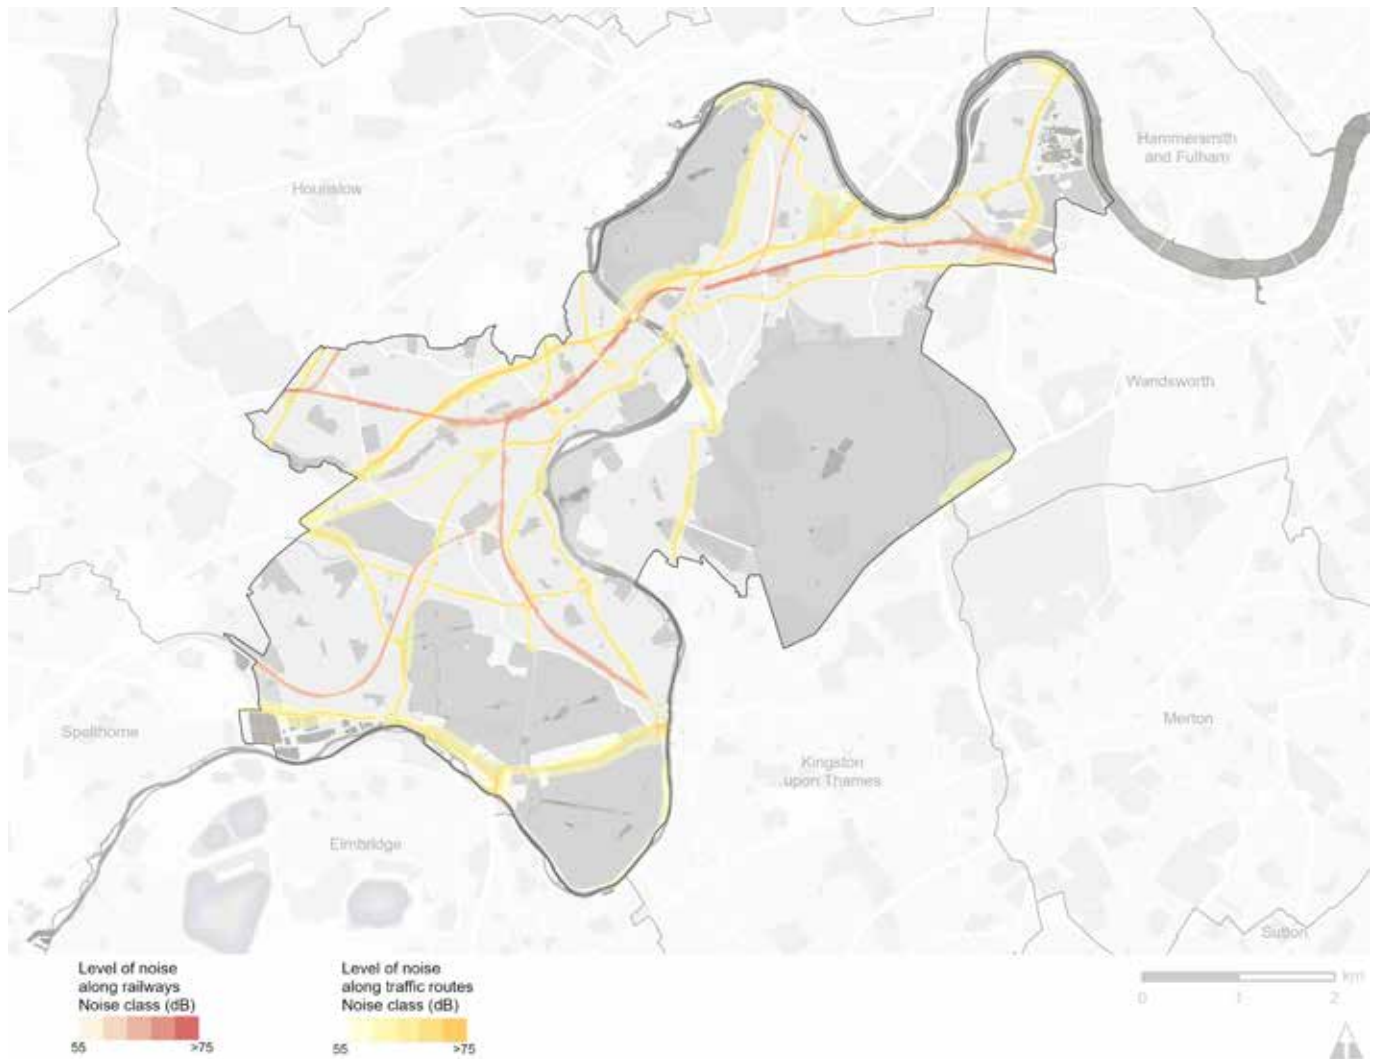 Hammersmith
and Fulham
Hounslow
Wandsworth
Spelthorne
Merton
Kingston
upon Thames
Elmbridge
Sutton
Level of noise
along railways
Noise class (dB)
55 >75
Level of noise
along traffic routes
Noise class (dB)
55 >75
km
0 1 2